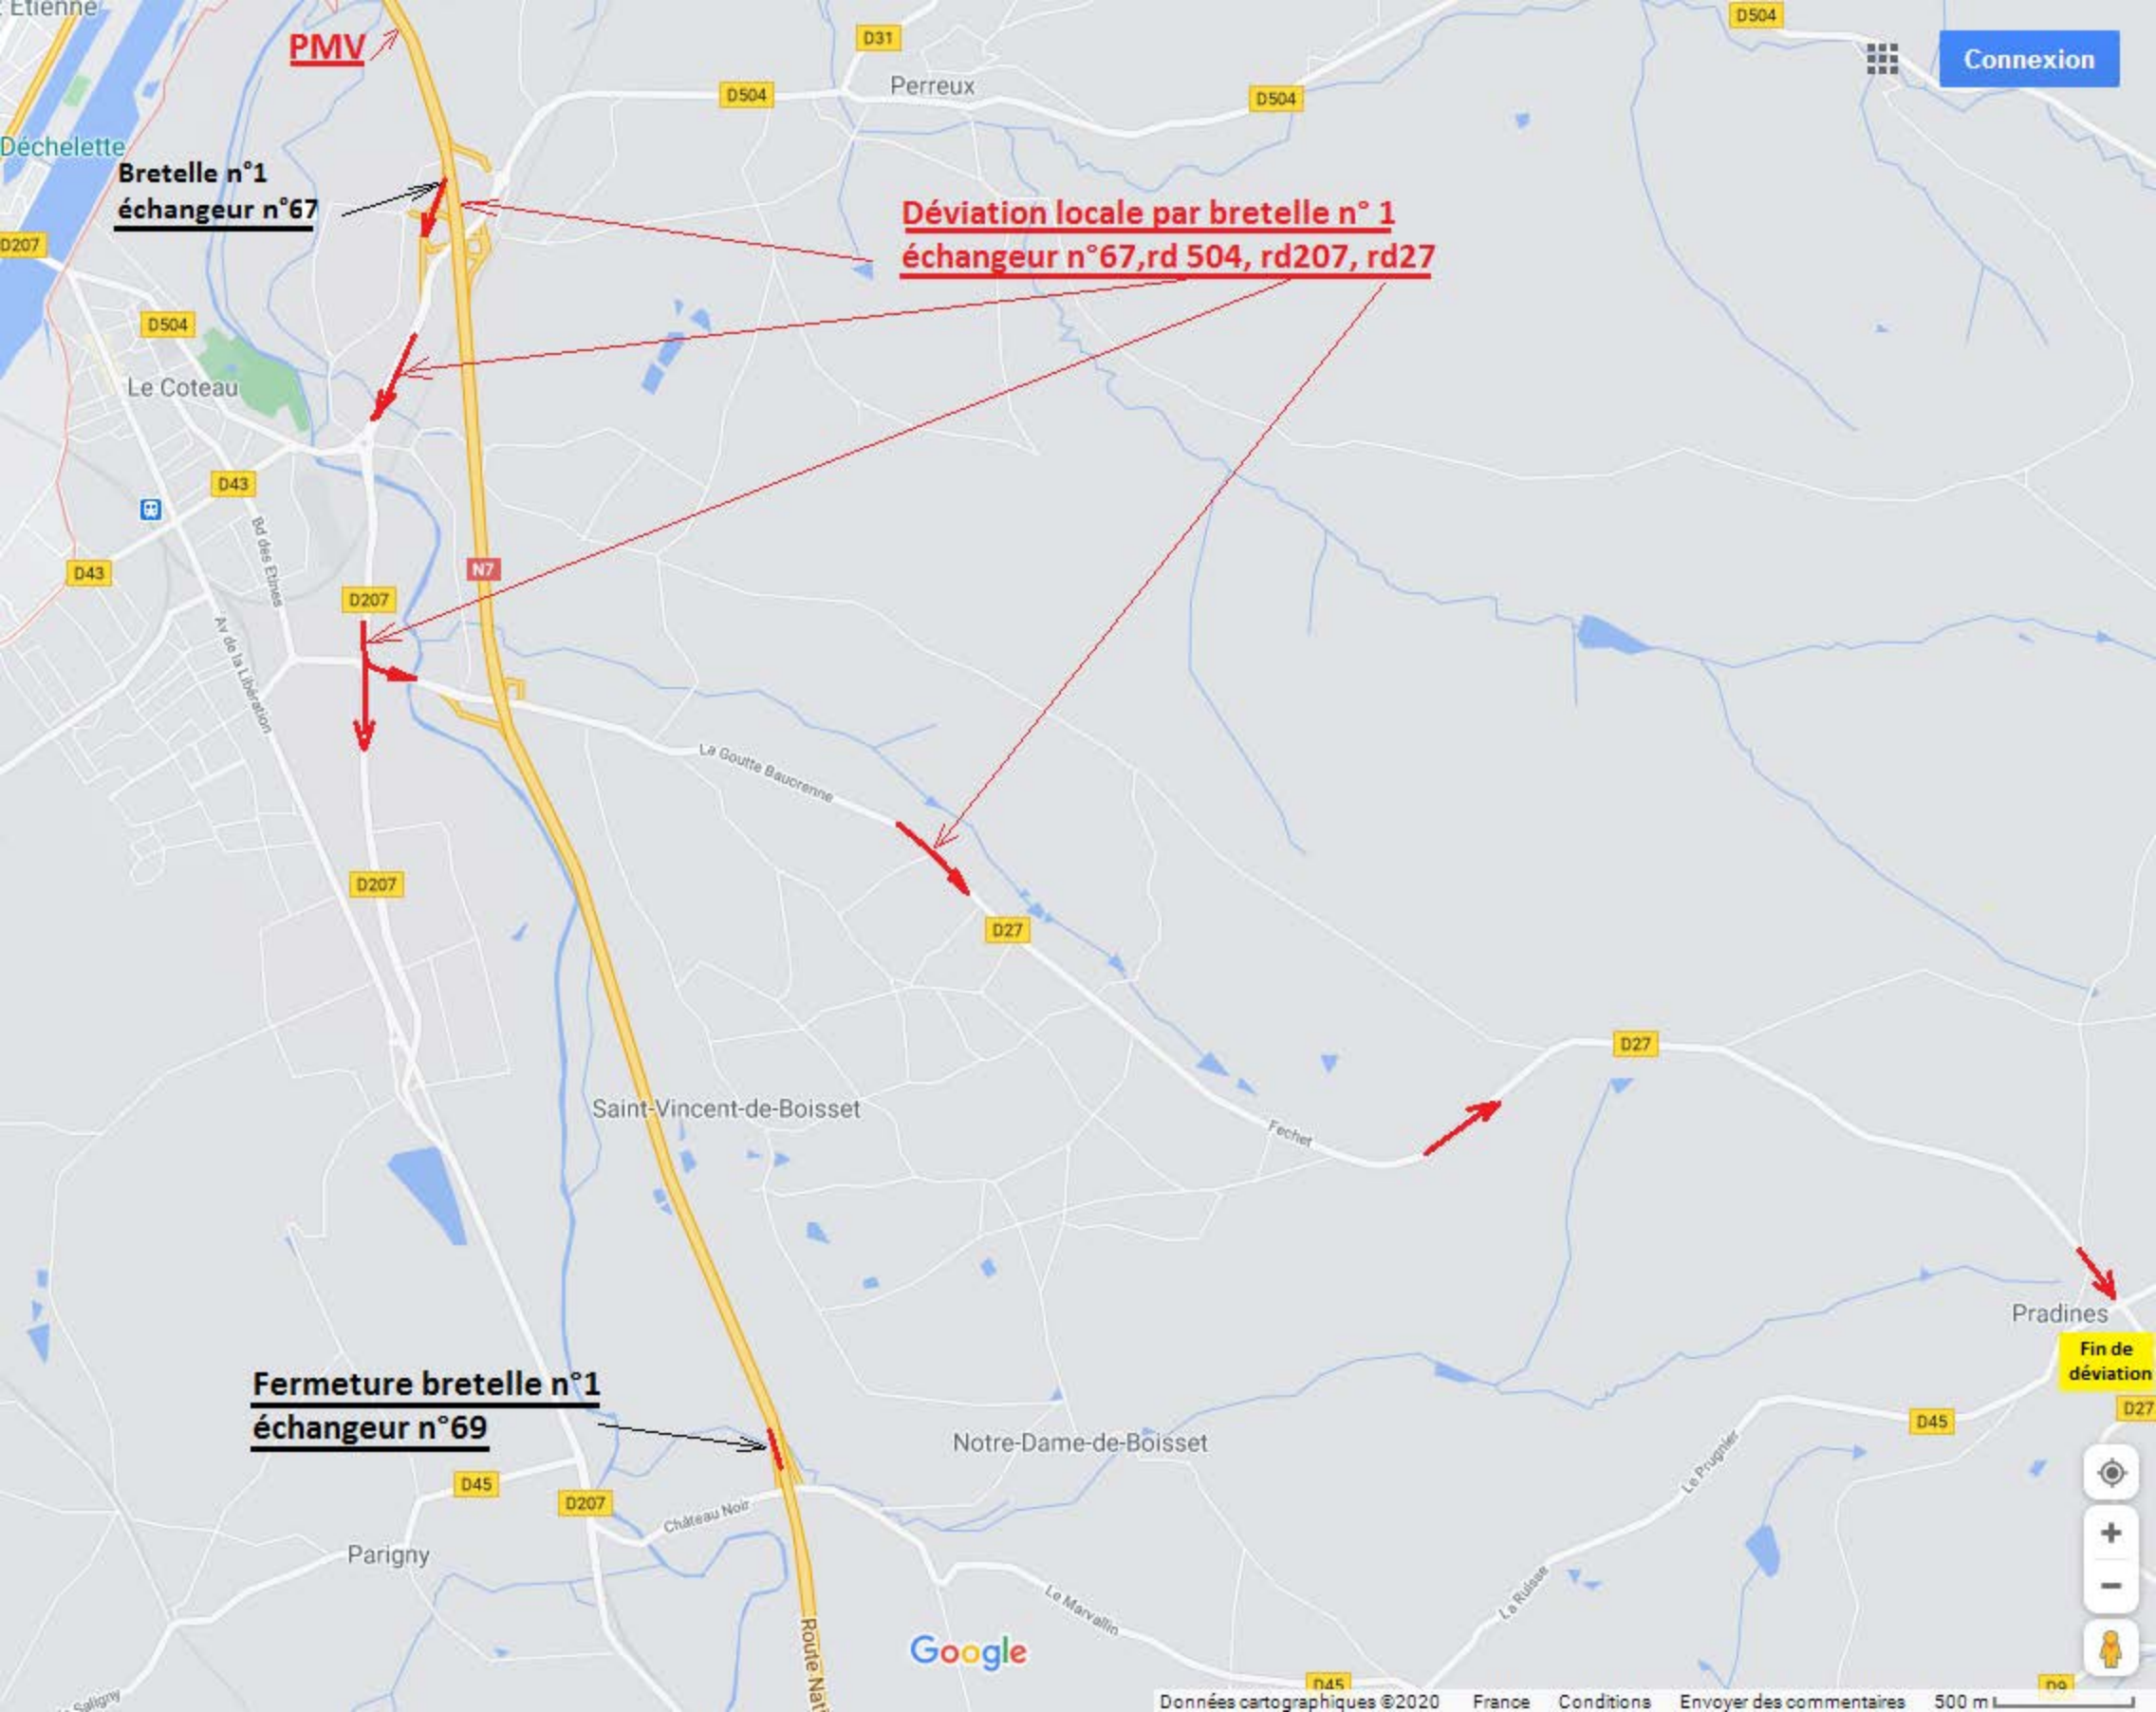 Etienne
PMV
D31
D504
D504
Perreux
D504
D504
Connexion
Déchelette
Bretelle n°1
échangeur n°67
Déviation locale par bretelle n° 1
échangeur n°67,rd 504, rd207, rd27
D207
D504
Le Coteau
D43
Bd des Etines
D43
N7
D207
Av de la Libération
La Goutte Baucrenne
D207
D27
D27
Saint-Vincent-de-Boisset
Fechet
Pradines
Fin de
déviation
D27
Fermeture bretelle n°1
échangeur n°69
D45
Notre-Dame-de-Boisset
Le Prugnier
D45
D207
Château Noir
Parigny
Le Marvallin
La Ruisse
Route Nati
Google
D45
D9
Saligny
Données cartographiques ©2020 France Conditions Envoyer des commentaires 500 m